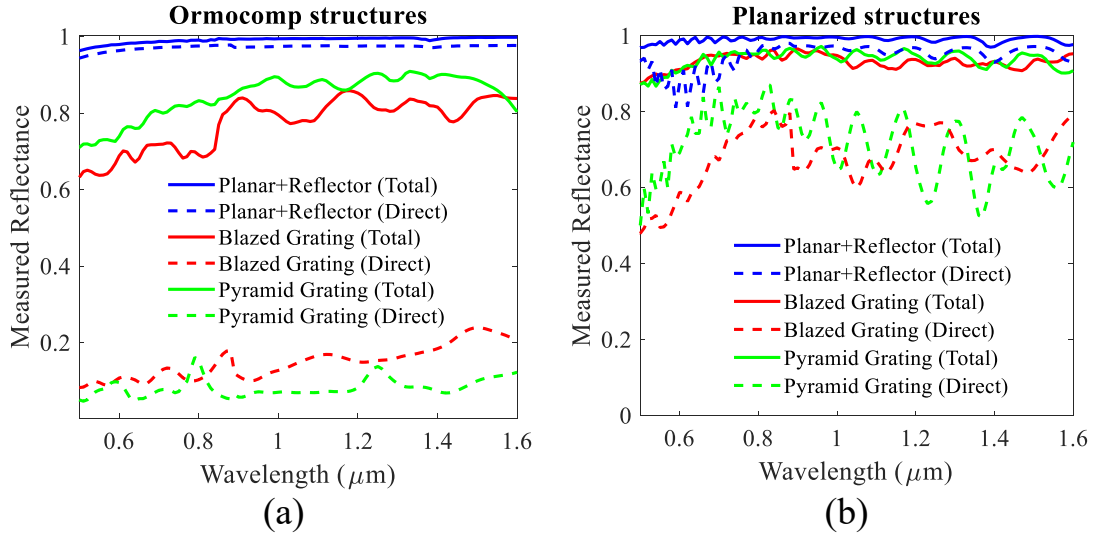 Ormocomp structures
Measured Reflectance
1
0.8
0.6
0.4
0.2
Planar+Reflector (Total)
Planar+Reflector (Direct)
Blazed Grating (Total)
Blazed Grating (Direct)
Pyramid Grating (Total)
Pyramid Grating (Direct)
0.6 0.8 1 1.2 1.4 1.6
Wavelength (μm)
(a)
Planarized structures
Measured Reflectance
1
0.8
0.6
0.4
0.2
0
Planar+Reflector (Total)
Planar+Reflector (Direct)
Blazed Grating (Total)
Blazed Grating (Direct)
Pyramid Grating (Total)
Pyramid Grating (Direct)
0.6 0.8 1 1.2 1.4 1.6
Wavelength (μm)
(b)